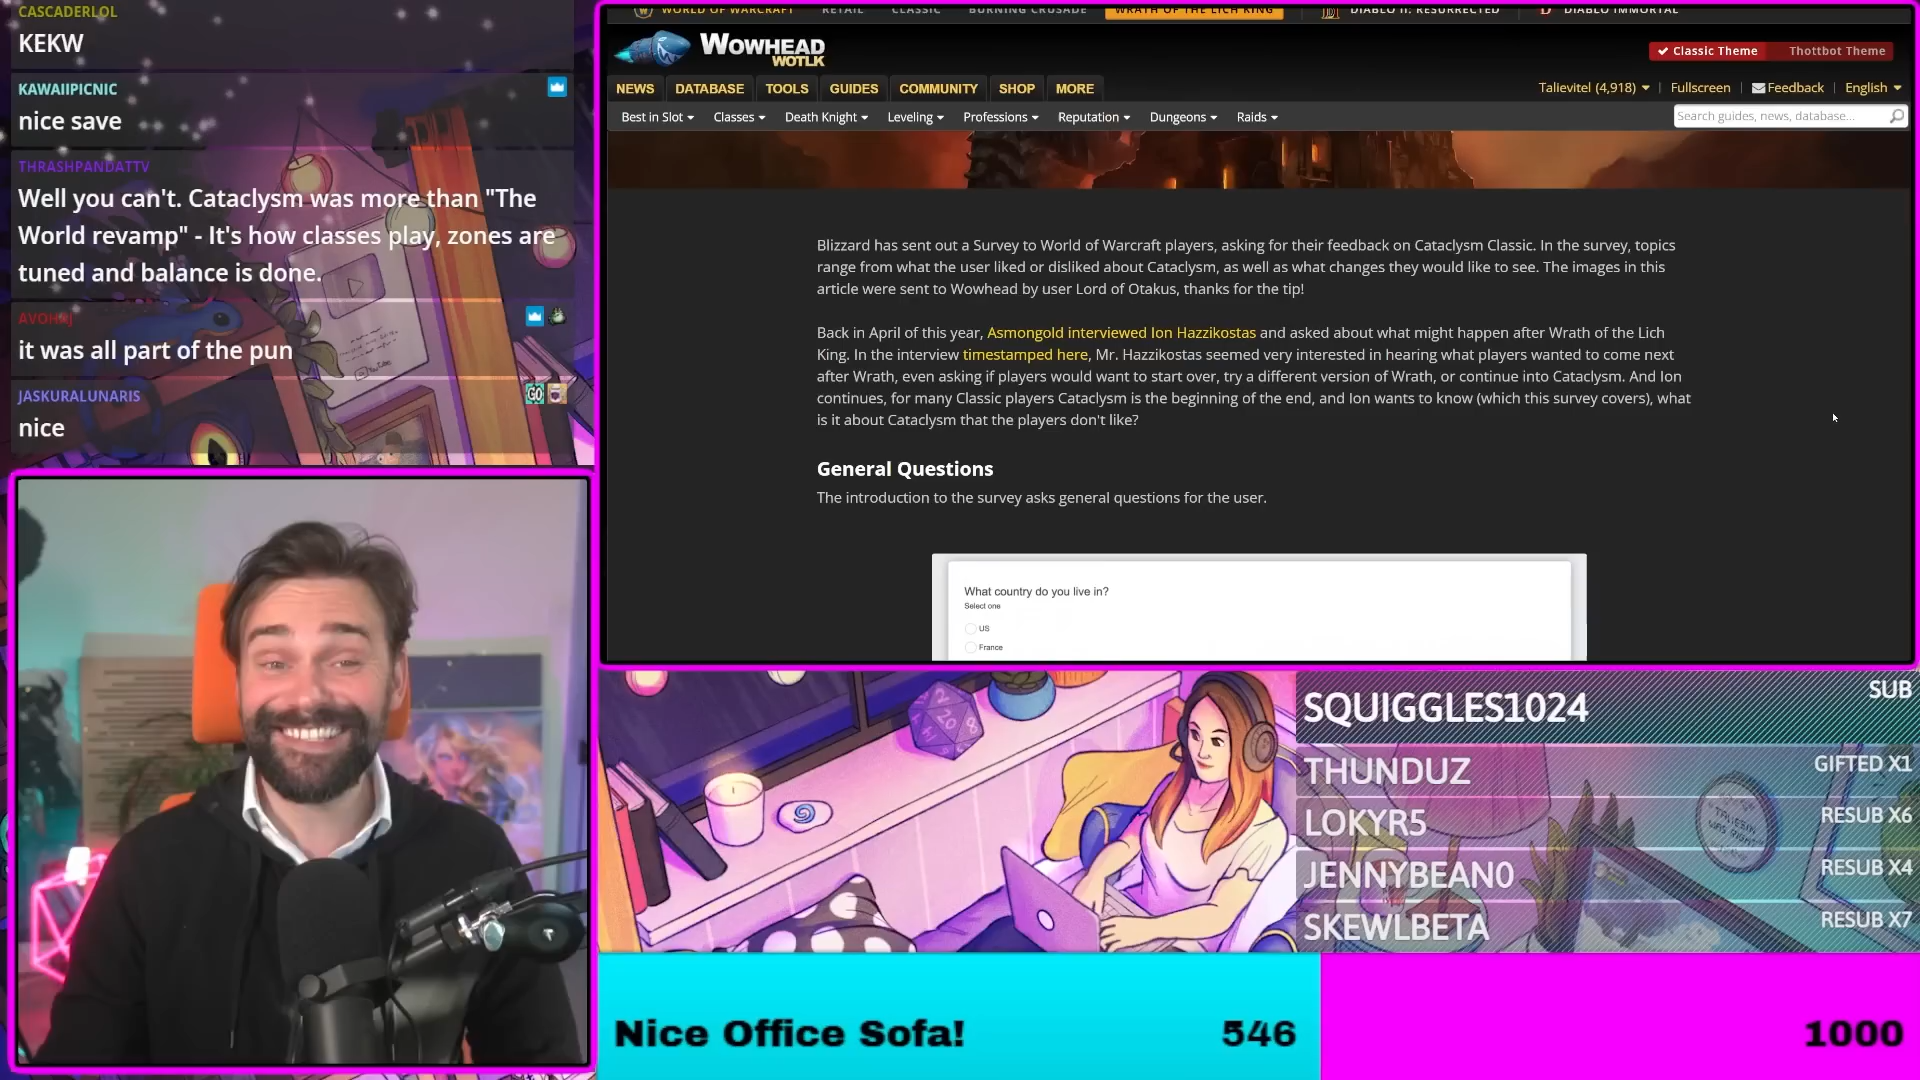 CASCADERLOL
KEKW
KAWAIIPICNIC
nice save
THRASHPANDATTV
Well you can't. Cataclysm was more than "The
World revamp" - It's how classes play, zones are
tuned and balance is done.
it was all part of the pun
JASKURALUNARIS
GO
nice
WORLD OF WARCRAFT RETAIL CLASSIC BURNING CRUSADE WRATH OF THE LICH KING DIABLO II: RESURRECTED DIABLO IMMORTAL
WOWHEAD
WOTLK
Classic Theme Thottbot Theme
NEWS DATABASE TOOLS GUIDES COMMUNITY SHOP MORE
Talievitel (4,918) | Fullscreen | Feedback | English
Best in Slot Classes Death Knight Leveling Professions Reputation Dungeons Raids
Search guides, news, database...
Blizzard has sent out a Survey to World of Warcraft players, asking for their feedback on Cataclysm Classic. In the survey, topics
range from what the user liked or disliked about Cataclysm, as well as what changes they would like to see. The images in this
article were sent to Wowhead by user Lord of Otakus, thanks for the tip!
Back in April of this year, Asmongold interviewed Ion Hazzikostas and asked about what might happen after Wrath of the Lich
King. In the interview timestamped here, Mr. Hazzikostas seemed very interested in hearing what players wanted to come next
after Wrath, even asking if players would want to start over, try a different version of Wrath, or continue into Cataclysm. And Ion
continues, for many Classic players Cataclysm is the beginning of the end, and Ion wants to know (which this survey covers), what
is it about Cataclysm that the players don't like?
General Questions
The introduction to the survey asks general questions for the user.
What country do you live in?
Select one
US
France
SQUIGGLES1024 SUB
THUNDUZ GIFTED X1
LOKYR5 RESUB X6
JENNYBEAN0 RESUB X4
SKEWLBETA RESUB X7
TALIESIN
WAS RIGHT
Nice Office Sofa! 546
1000